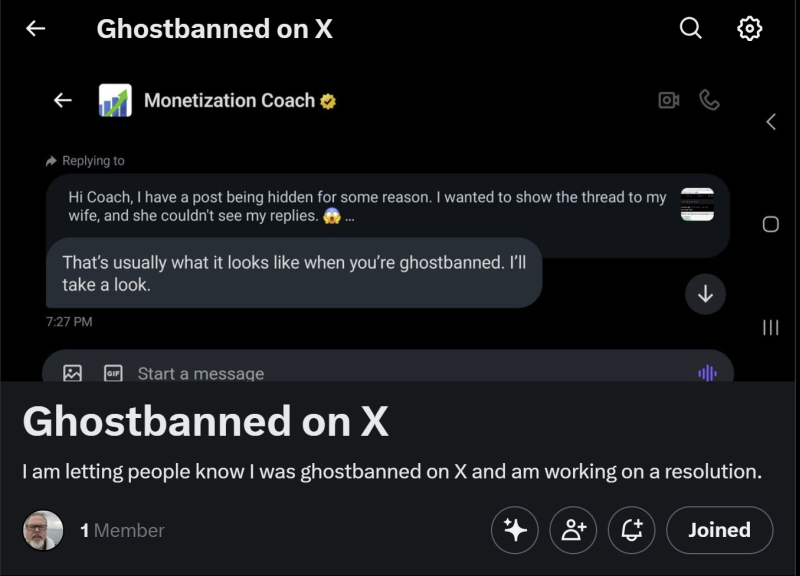 Ghostbanned on X
Monetization Coach
Replying to
Hi Coach, I have a post being hidden for some reason. I wanted to show the thread to my
wife, and she couldn't see my replies. 😱 ...
That's usually what it looks like when you're ghostbanned. I'll
take a look.
7:27 PM
GIF
Start a message
Ghostbanned on X
I am letting people know I was ghostbanned on X and am working on a resolution.
1 Member
Joined